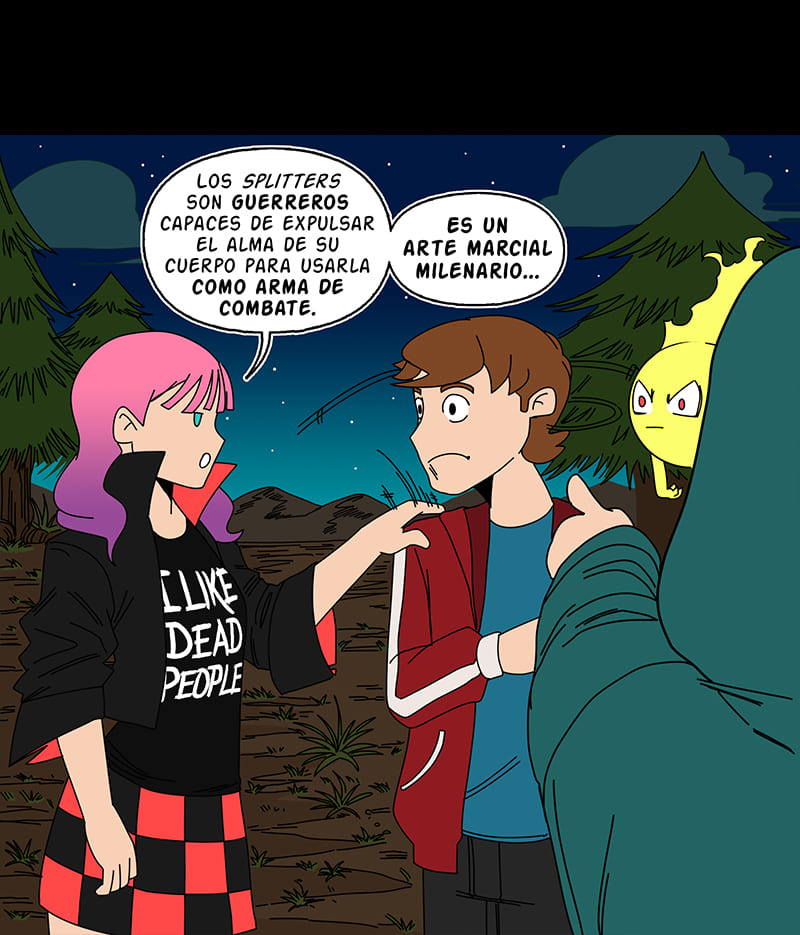 LOS SPLITTERS
SON GUERREROS
CAPACES DE EXPULSAR
EL ALMA DE SU
CUERPO PARA USARLA
COMO ARMA DE
COMBATE.
ES UN
ARTE MARCIAL
MILENARIO...
I LIKE
DEAD
PEOPLE